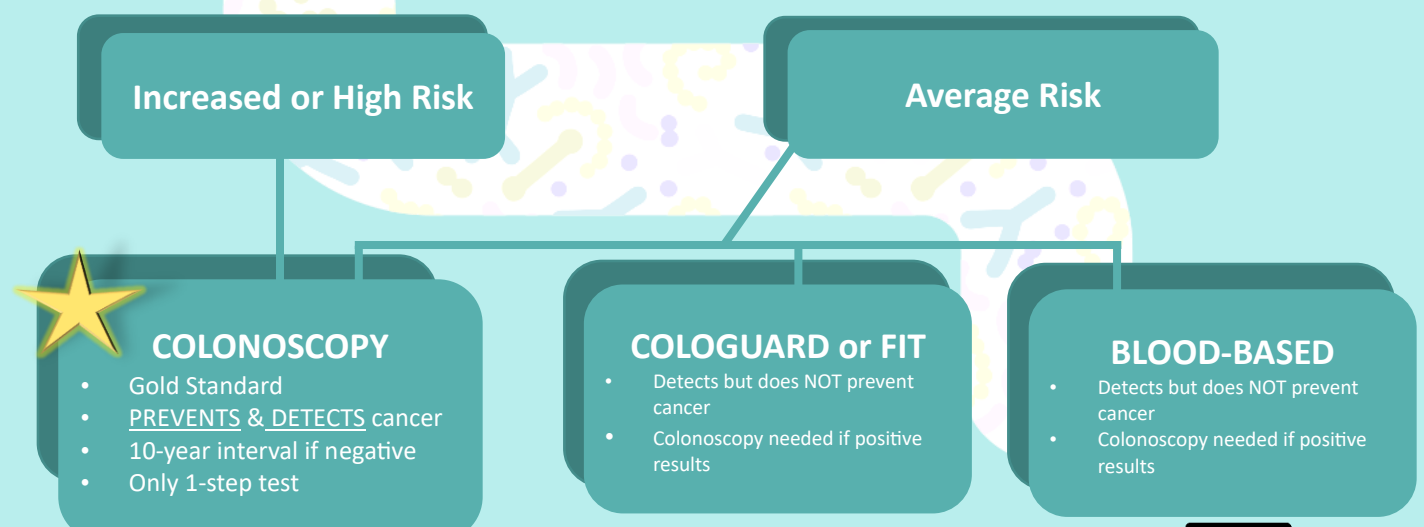 Increased or High Risk
Average Risk
COLONOSCOPY
• Gold Standard
• PREVENTS & DETECTS cancer
• 10-year interval if negative
• Only 1-step test
COLOGUARD or FIT
• Detects but does NOT prevent
cancer
• Colonoscopy needed if positive
results
BLOOD-BASED
• Detects but does NOT prevent
cancer
• Colonoscopy needed if positive
results